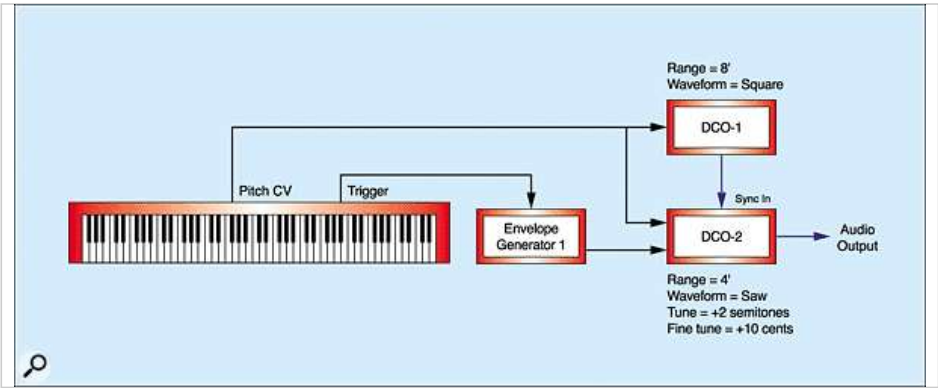 Range = 8'
Waveform = Square
DCO-1
Pitch CV
Trigger
Sync In
Envelope
Generator 1
DCO-2
Audio
Output
Range = 4'
Waveform = Saw
Tune = +2 semitones
Fine tune = +10 cents